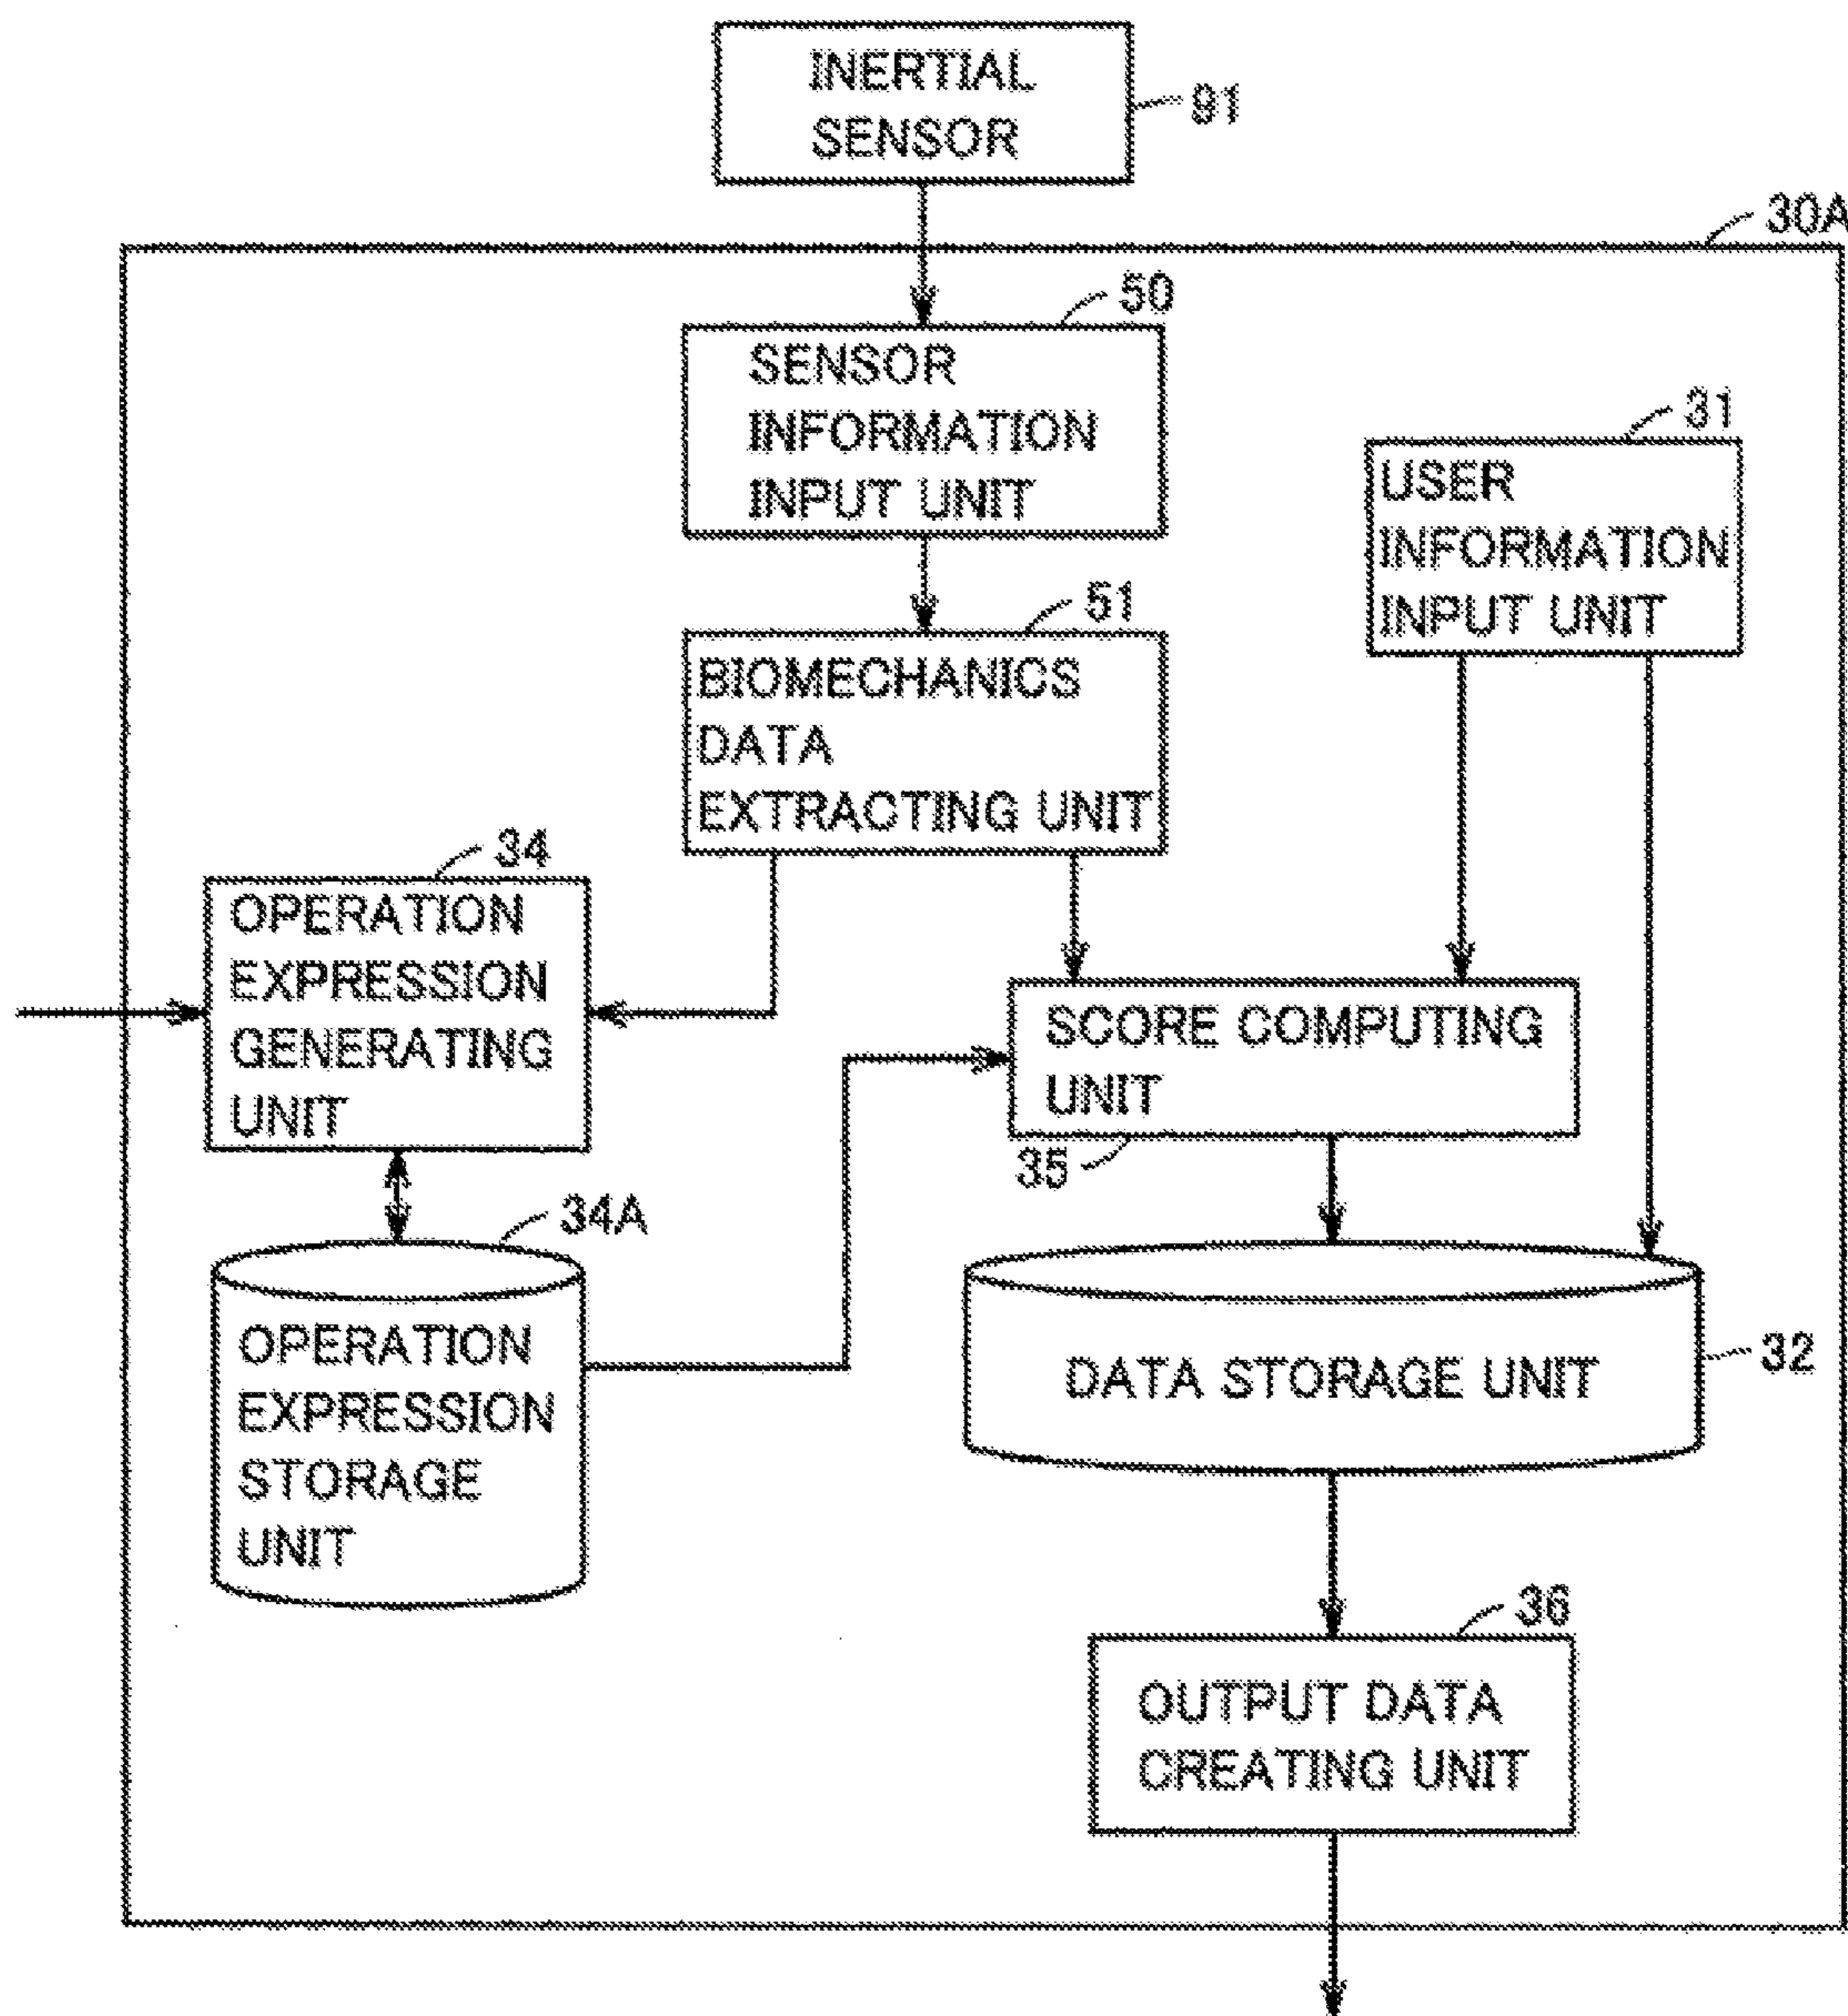 INERTIAL
SENSOR
91
30A
50
SENSOR
INFORMATION
INPUT UNIT
31
USER
INFORMATION
INPUT UNIT
51
BIOMECHANICS
DATA
EXTRACTING UNIT
34
OPERATION
EXPRESSION
GENERATING
UNIT
SCORE COMPUTING
UNIT
35
34A
OPERATION
EXPRESSION
STORAGE
UNIT
DATA STORAGE UNIT
32
36
OUTPUT DATA
CREATING UNIT